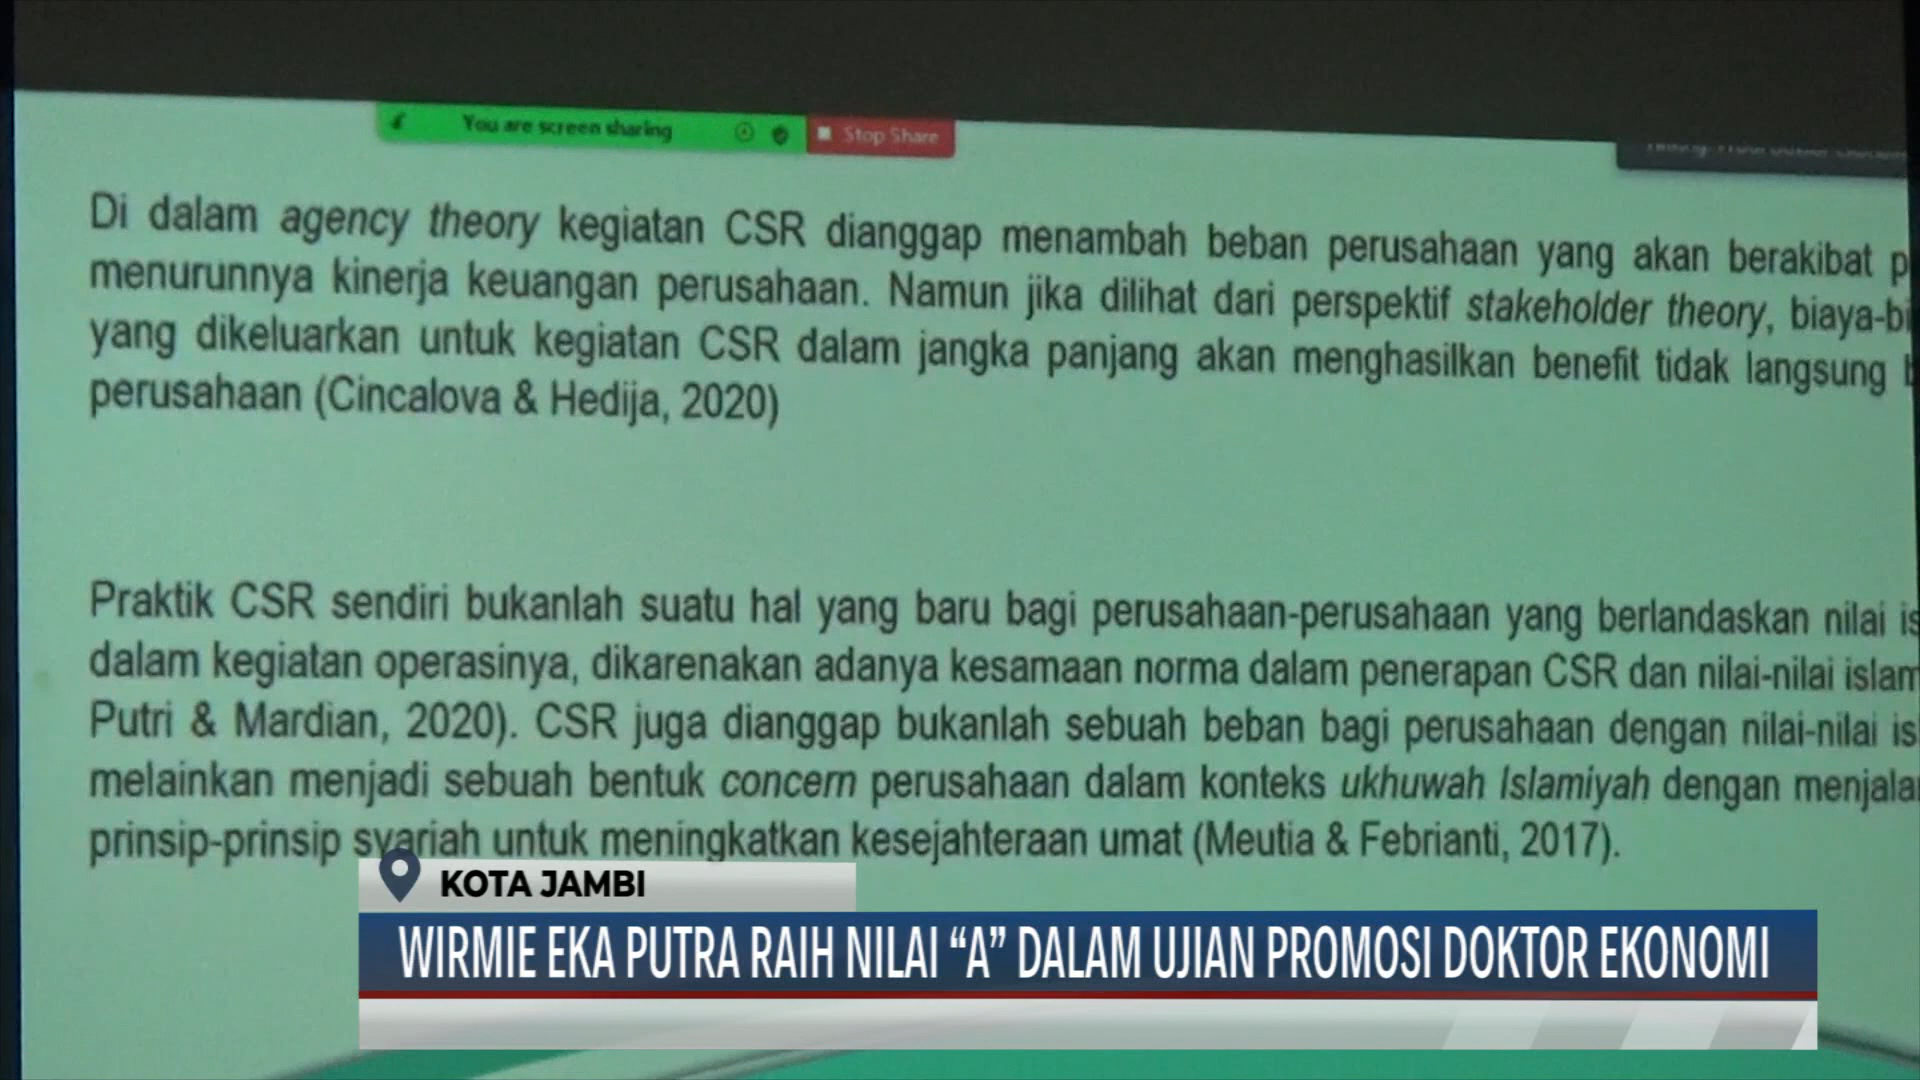 You are screen sharing
Stop Share
Di dalam agency theory kegiatan CSR dianggap menambah beban perusahaan yang akan berakibat p
menurunnya kinerja keuangan perusahaan. Namun jika dilihat dari perspektif stakeholder theory, biaya-bi
yang dikeluarkan untuk kegiatan CSR dalam jangka panjang akan menghasilkan benefit tidak langsung b
perusahaan (Cincalova & Hedija, 2020)
Praktik CSR sendiri bukanlah suatu hal yang baru bagi perusahaan-perusahaan yang berlandaskan nilai is
dalam kegiatan operasinya, dikarenakan adanya kesamaan norma dalam penerapan CSR dan nilai-nilai islam
Putri & Mardian, 2020). CSR juga dianggap bukanlah sebuah beban bagi perusahaan dengan nilai-nilai is
melainkan menjadi sebuah bentuk concern perusahaan dalam konteks ukhuwah Islamiyah dengan menjala
prinsip-prinsip syariah untuk meningkatkan kesejahteraan umat (Meutia & Febrianti, 2017).
KOTA JAMBI
WIRMIE EKA PUTRA RAIH NILAI “A” DALAM UJIAN PROMOSI DOKTOR EKONOMI